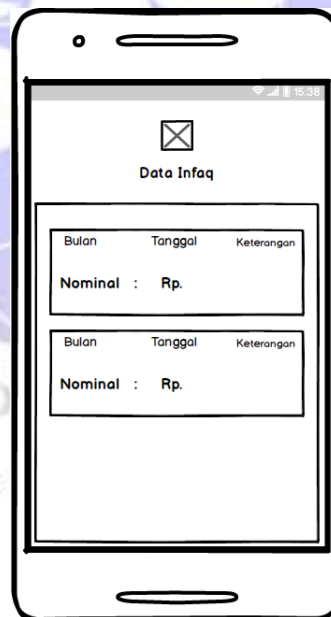 15:38
Data Infaq
Bulan Tanggal Keterangan
Nominal : Rp.
Bulan Tanggal Keterangan
Nominal : Rp.